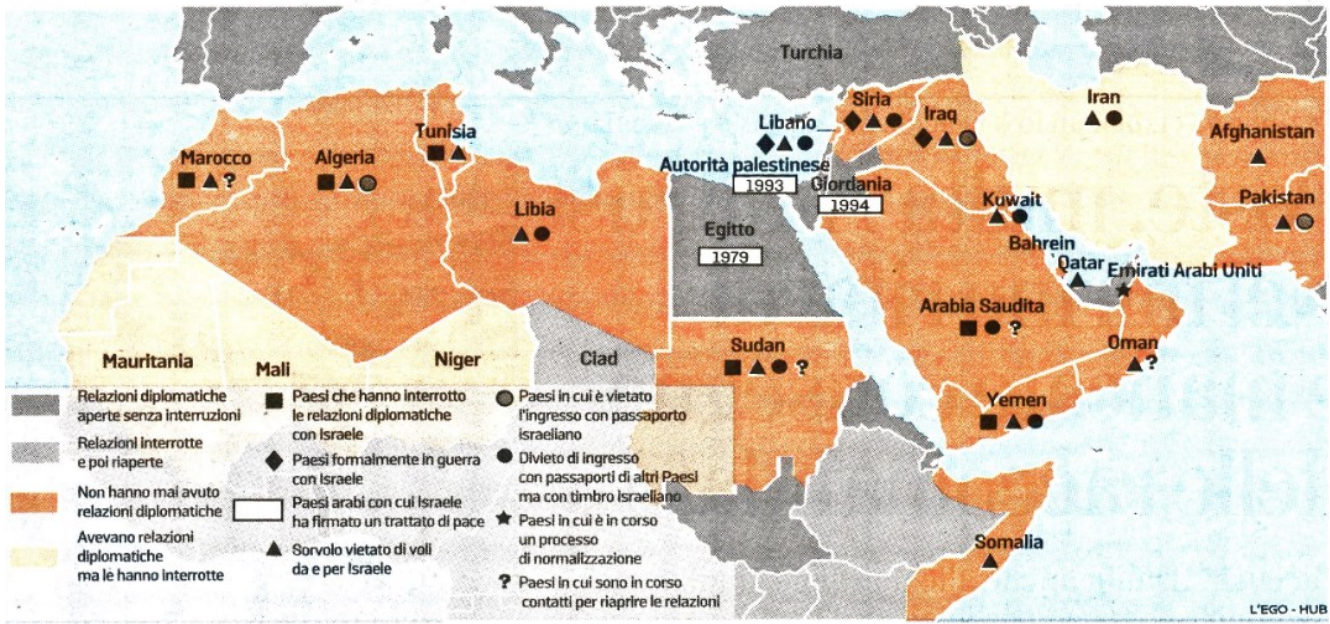 Turchia
Siria
Iraq
Iran
Afghanistan
Libano
Tunisia
Marocco
Algeria
Autorità palestinese
1993
Giordania
1994
Pakistan
Kuwait
Libia
Egitto
1979
Bahrein
Qatar
Emirati Arabi Uniti
Arabia Saudita
?
?
Oman
?
Sudan
?
Mauritania
Mali
Niger
Ciad
Yemen
Somalia
Relazioni diplomatiche
aperte senza interruzioni
Relazioni interrotte
e poi riaperte
Non hanno mai avuto
relazioni diplomatiche
Avevano relazioni
diplomatiche
ma le hanno interrotte
Paesi che hanno interrotto
le relazioni diplomatiche
con Israele
Paesi formalmente in guerra
con Israele
Paesi arabi con cui Israele
ha firmato un trattato di pace
Sorvolo vietato di voli
da e per Israele
Paesi in cui è vietato
l'ingresso con passaporto
israeliano
Divieto di ingresso
con passaporti di altri Paesi
ma con timbro israeliano
Paesi in cui è in corso
un processo
di normalizzazione
? Paesi in cui sono in corso
contatti per riaprire le relazioni
L'EGO - HUB